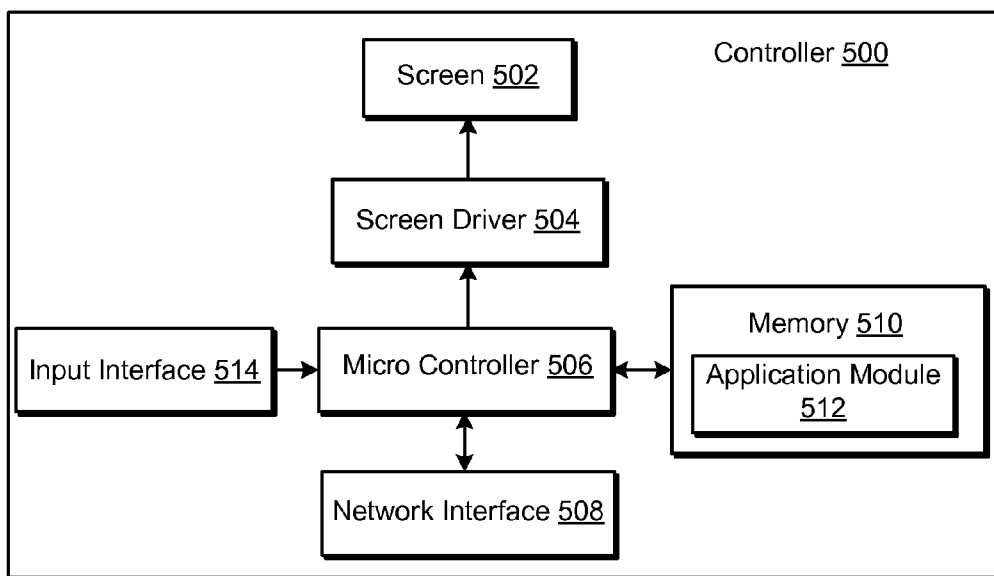 Controller 500
Screen 502
Screen Driver 504
Input Interface 514
Micro Controller 506
Memory 510
Application Module
512
Network Interface 508